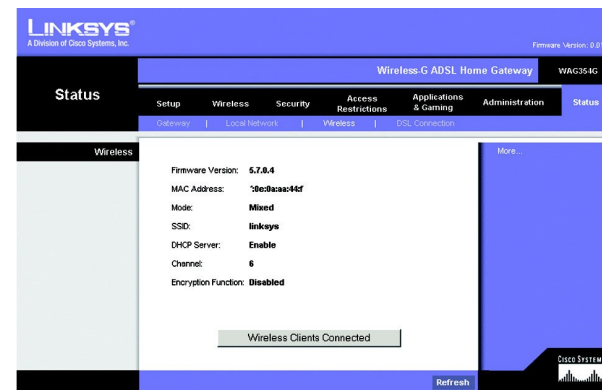 LINKSYS®
A Division of Cisco Systems, Inc.
Firmware Version: 0.01
Wireless-G ADSL Home Gateway WAG354G
Status
Setup Wireless Security Access Restrictions Applications & Gaming Administration Status
Gateway | Local Network | Wireless | DSL Connection
Wireless
More...
Firmware Version: 5.7.0.4
MAC Address:
Mode: Mixed
SSID: linksys
DHCP Server: Enable
Channel: 6
Encryption Function: Disabled
Wireless Clients Connected
Refresh
CISCO SYSTEM